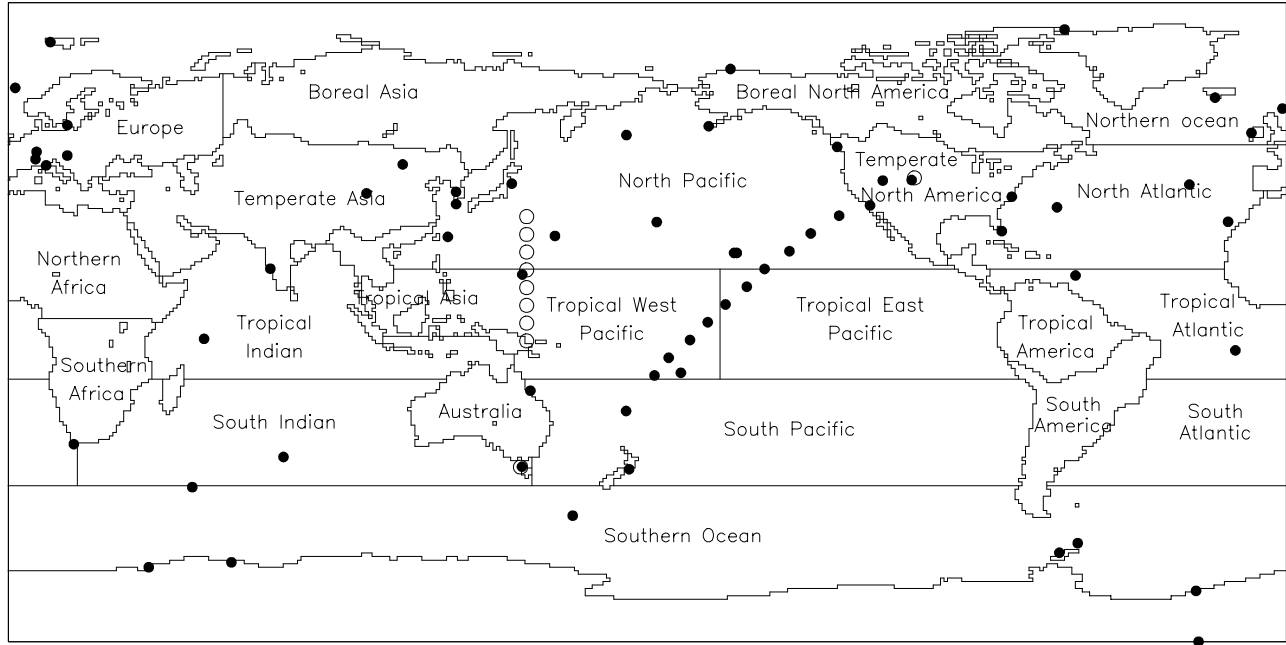 Boreal Asia
Boreal North America
Europe
Northern ocean
Temperate
North America
North Pacific
Temperate Asia
North Atlantic
Northern
Africa
Tropical Asia
Tropical West
Pacific
Tropical East
Pacific
Tropical
Atlantic
Tropical
Indian
Tropical
America
Southern
Africa
Australia
South
America
South
Atlantic
South Indian
South Pacific
Southern Ocean